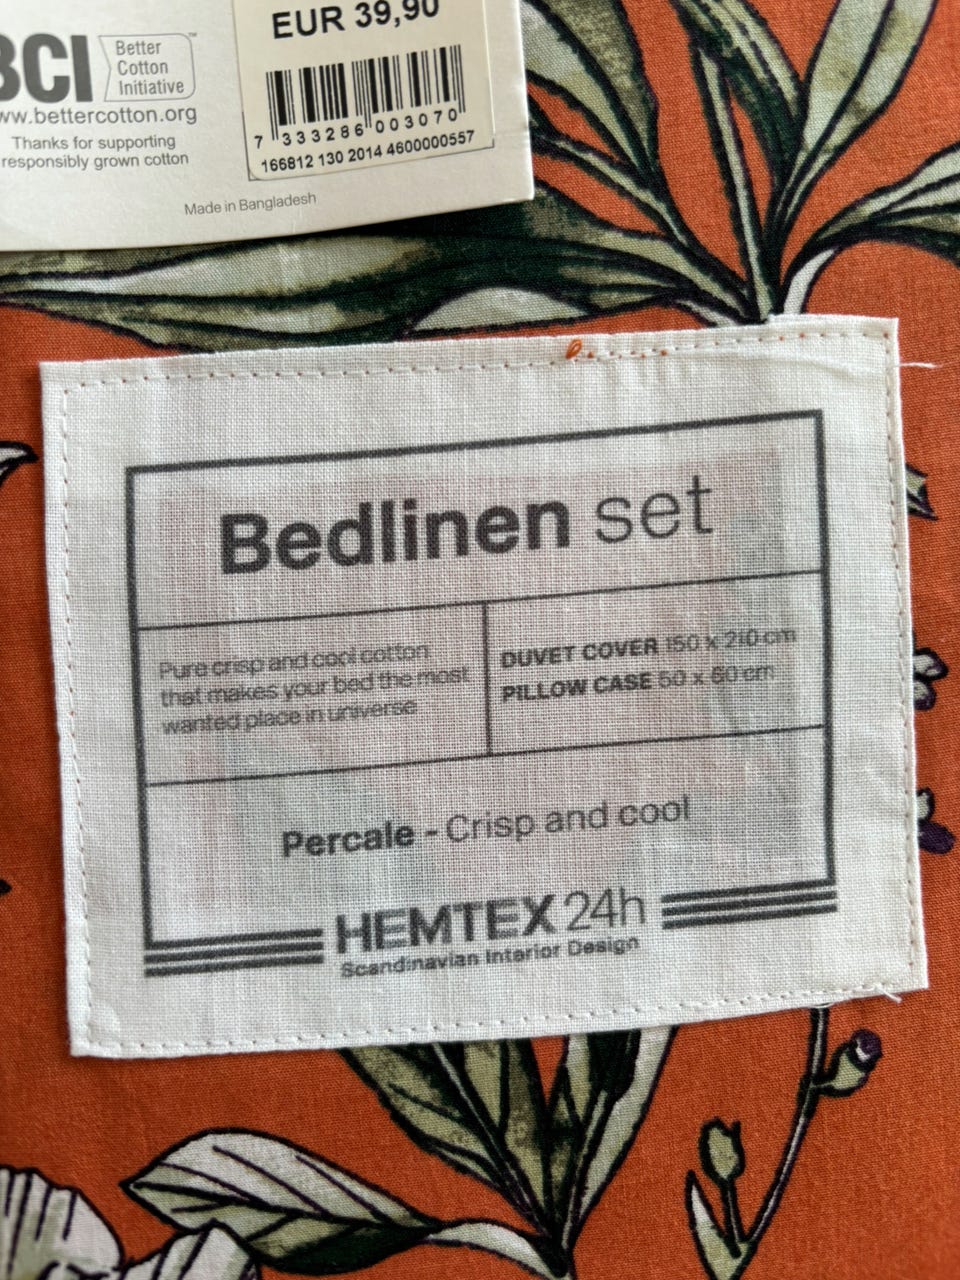 EUR 39,90
BCI
Better
Cotton
Initiative
www.bettercotton.org
Thanks for supporting
responsibly grown cotton
7 333286 003070
166812 130 2014 4600000557
Made in Bangladesh
Bedlinen set
Pure crisp and cool cotton
that makes your bed the most
wanted place in universe
DUVET COVER 150 x 210 cm
PILLOW CASE 50 x 60 cm
Percale - Crisp and cool
HEMTEX 24h
Scandinavian Interior Design